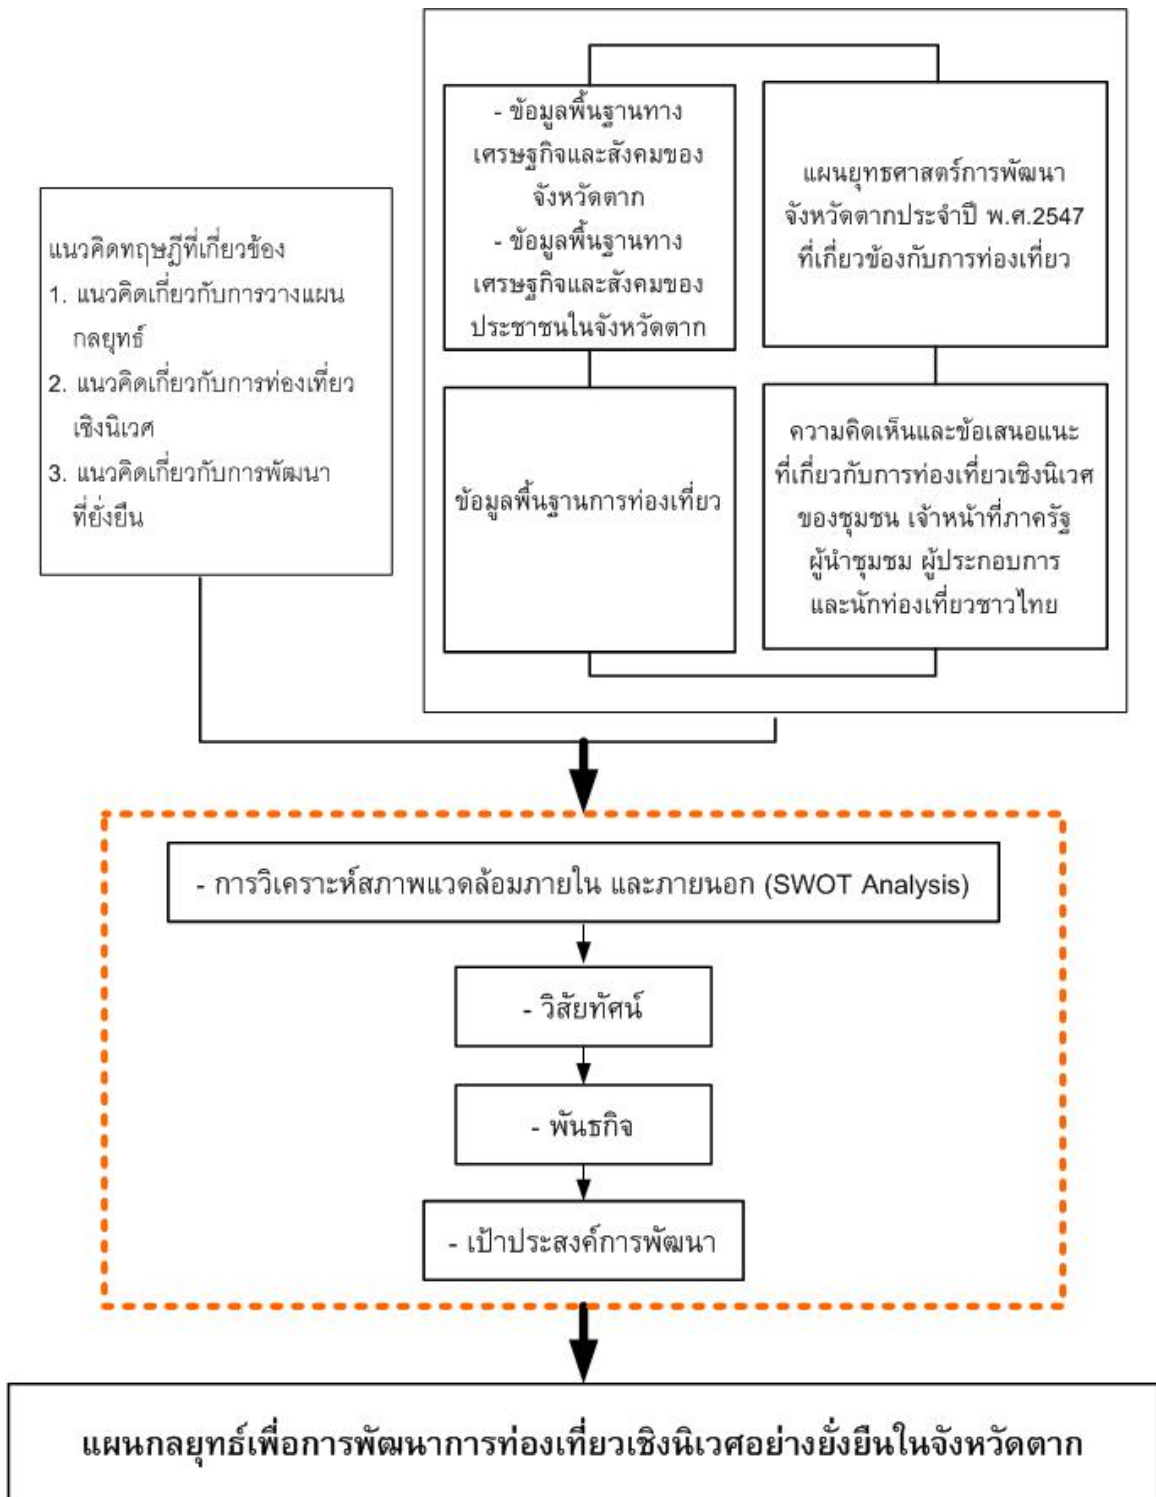 แนวคิดทฤษฎีที่เกี่ยวข้อง
1. แนวคิดเกี่ยวกับการวางแผน
กลยุทธ์
2. แนวคิดเกี่ยวกับการท่องเที่ยว
เชิงนิเวศ
3. แนวคิดเกี่ยวกับการพัฒนา
ที่ยั่งยืน
- ข้อมูลพื้นฐานทาง
เศรษฐกิจและสังคมของ
จังหวัดตาก
- ข้อมูลพื้นฐานทาง
เศรษฐกิจและสังคมของ
ประชาชนในจังหวัดตาก
แผนยุทธศาสตร์การพัฒนา
จังหวัดตากประจำปี พ.ศ.2547
ที่เกี่ยวข้องกับการท่องเที่ยว
ข้อมูลพื้นฐานการท่องเที่ยว
ความคิดเห็นและข้อเสนอแนะ
ที่เกี่ยวกับการท่องเที่ยวเชิงนิเวศ
ของชุมชน เจ้าหน้าที่ภาครัฐ
ผู้นำชุมชม ผู้ประกอบการ
และนักท่องเที่ยวชาวไทย
- การวิเคราะห์สภาพแวดล้อมภายใน และภายนอก (SWOT Analysis)
- วิสัยทัศน์
- พันธกิจ
- เป้าประสงค์การพัฒนา
แผนกลยุทธ์เพื่อการพัฒนาการท่องเที่ยวเชิงนิเวศอย่างยั่งยืนในจังหวัดตาก